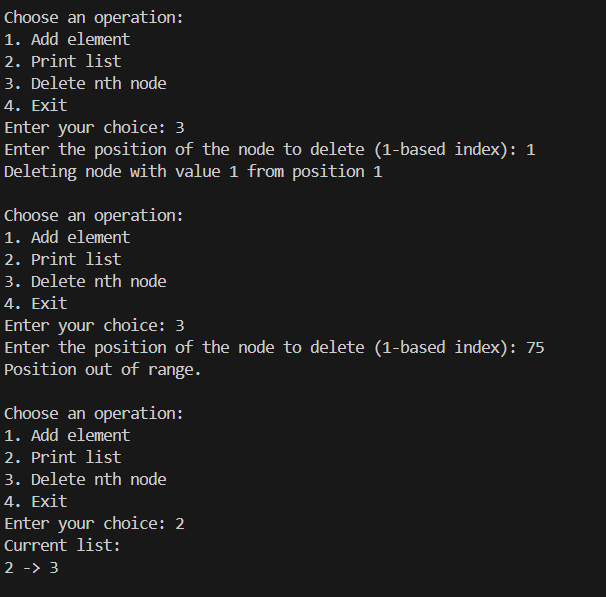 Choose an operation:
1. Add element
2. Print list
3. Delete nth node
4. Exit
Enter your choice: 3
Enter the position of the node to delete (1-based index): 1
Deleting node with value 1 from position 1
Choose an operation:
1. Add element
2. Print list
3. Delete nth node
4. Exit
Enter your choice: 3
Enter the position of the node to delete (1-based index): 75
Position out of range.
Choose an operation:
1. Add element
2. Print list
3. Delete nth node
4. Exit
Enter your choice: 2
Current list:
2 -> 3